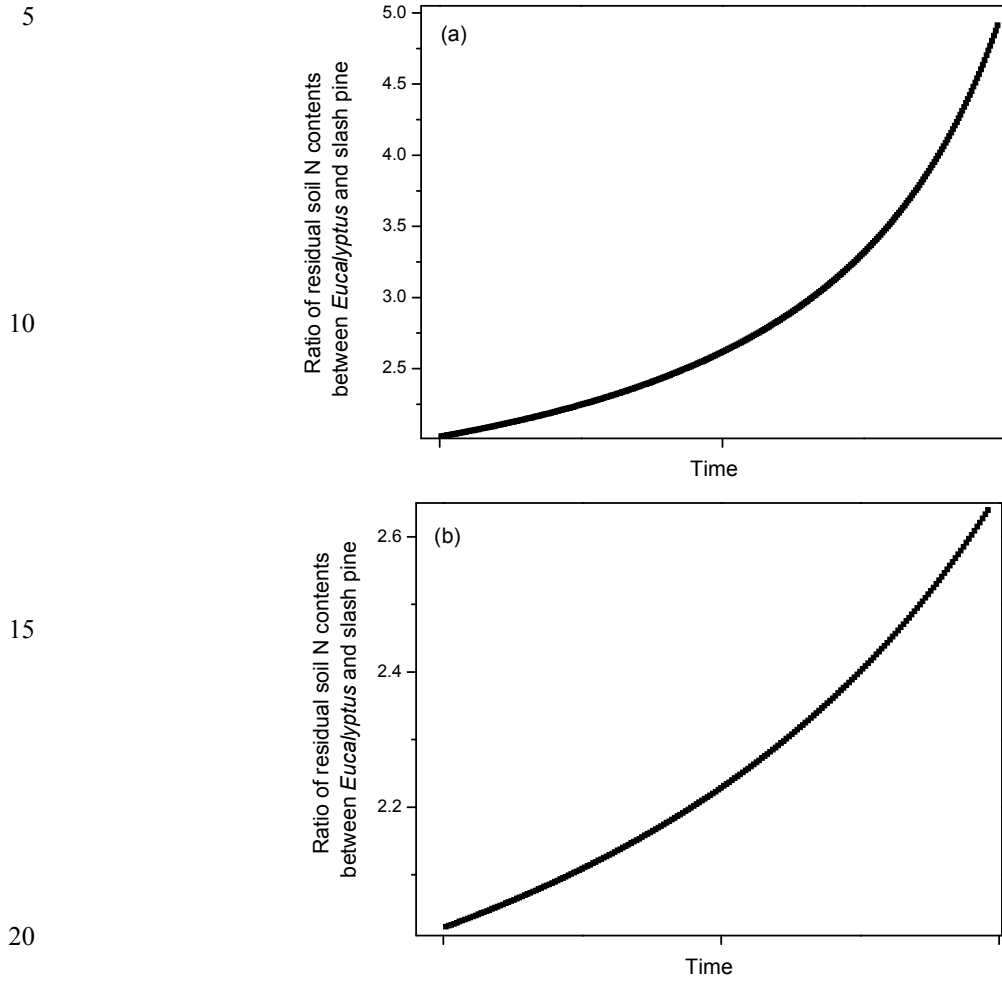 5
5.0
(a)
4.5
4.0
3.5
3.0
2.5
Ratio of residual soil N contents
between Eucalyptus and slash pine
10
Time
2.6
(b)
2.4
2.2
Ratio of residual soil N contents
between Eucalyptus and slash pine
15
20
Time